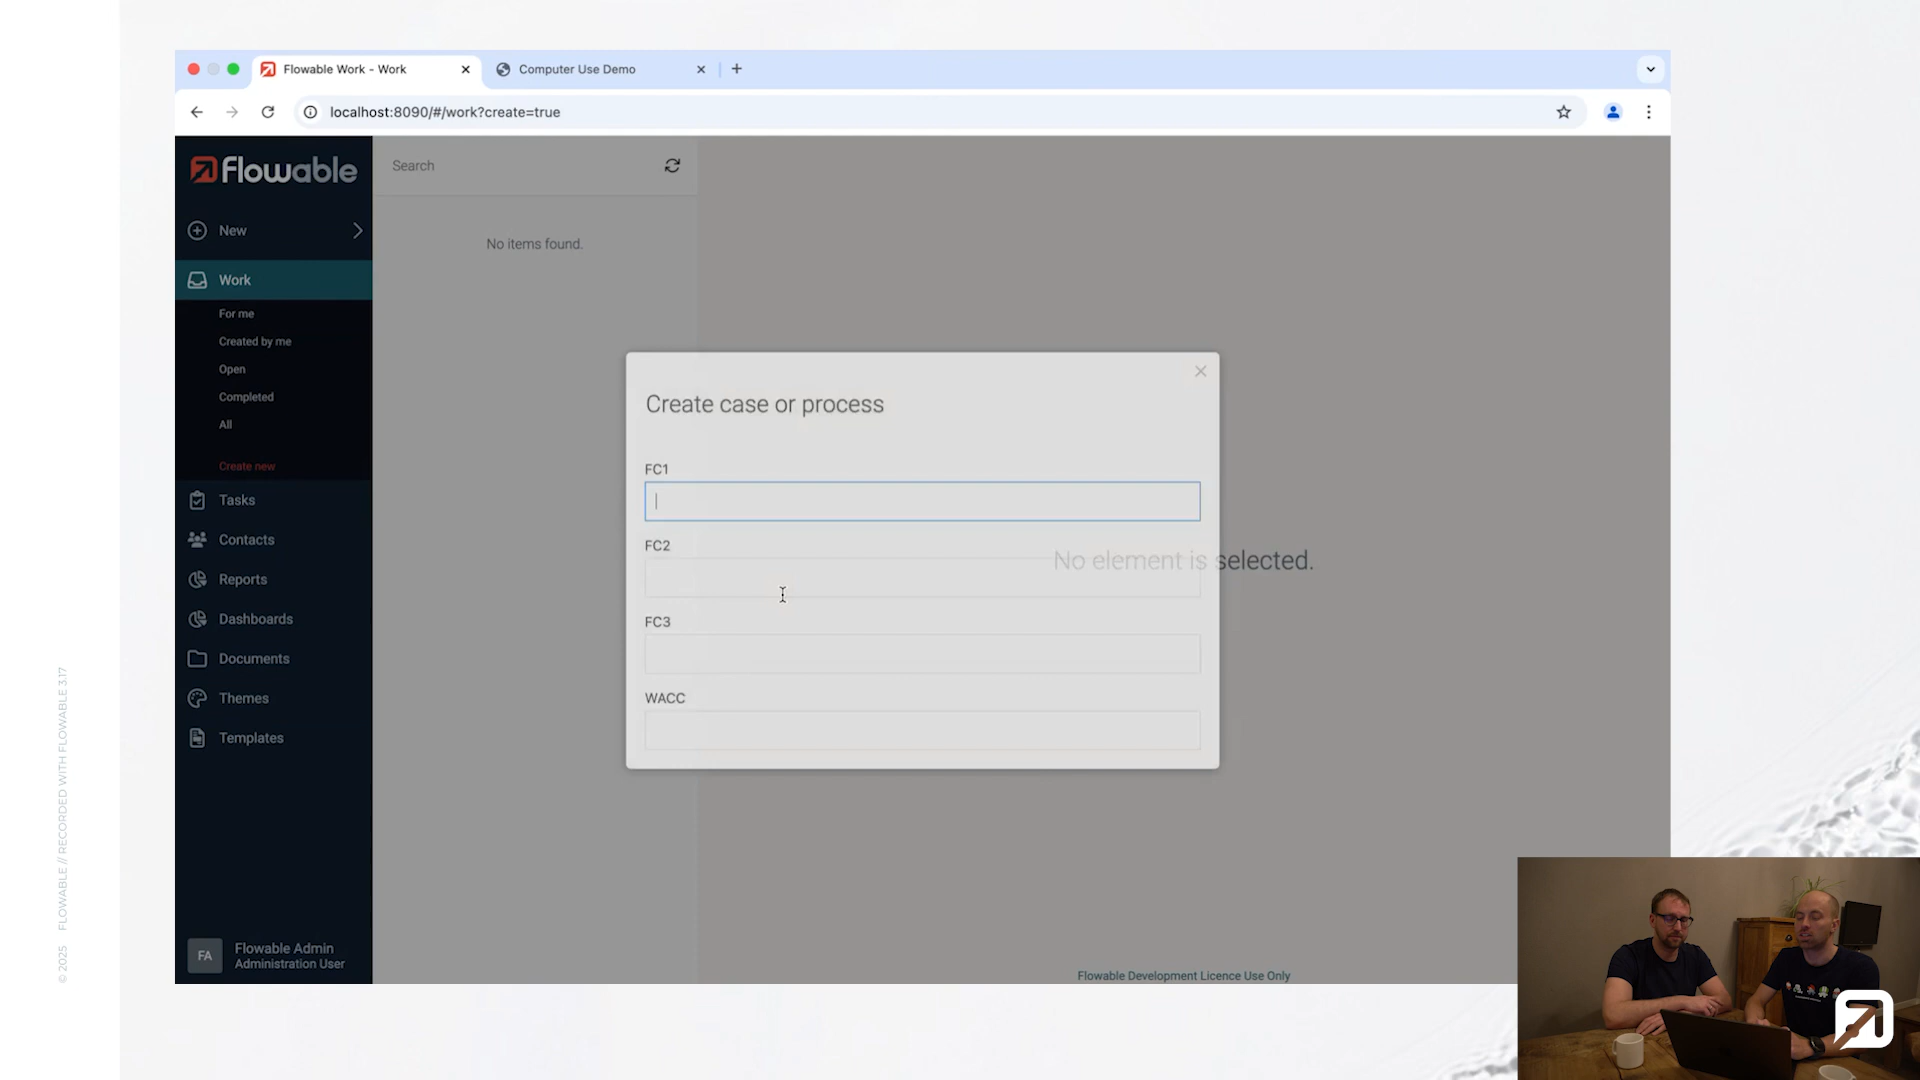 Flowable Work - Work
Computer Use Demo
localhost:8090/#/work?create=true
Flowable
Search
New
No items found.
Work
For me
Created by me
Open
Completed
All
Create new
Tasks
Contacts
Reports
Dashboards
Documents
Themes
Templates
Create case or process
FC1
FC2
No element is selected.
FC3
WACC
FA
Flowable Admin
Administration User
Flowable Development Licence Use Only
© 2025 FLOWABLE // RECORDED WITH FLOWABLE 3.17